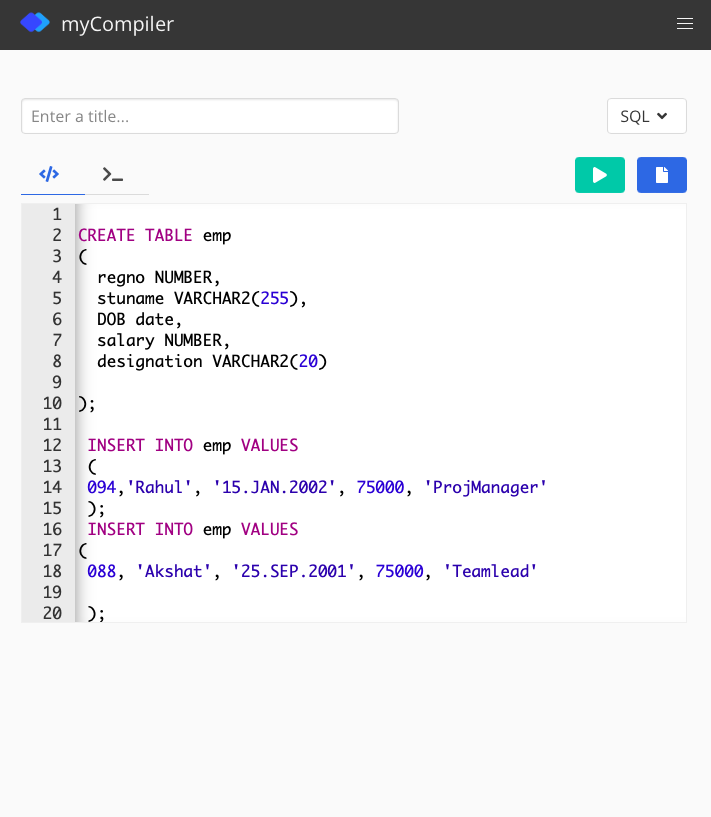 myCompiler
Enter a title...
SQL
1
2 CREATE TABLE emp
3 (
4 regno NUMBER,
5 stuname VARCHAR2(255),
6 DOB date,
7 salary NUMBER,
8 designation VARCHAR2(20)
9
10 );
11
12 INSERT INTO emp VALUES
13 (
14 094,'Rahul', '15.JAN.2002', 75000, 'ProjManager'
15 );
16 INSERT INTO emp VALUES
17 (
18 088, 'Akshat', '25.SEP.2001', 75000, 'Teamlead'
19
20 );